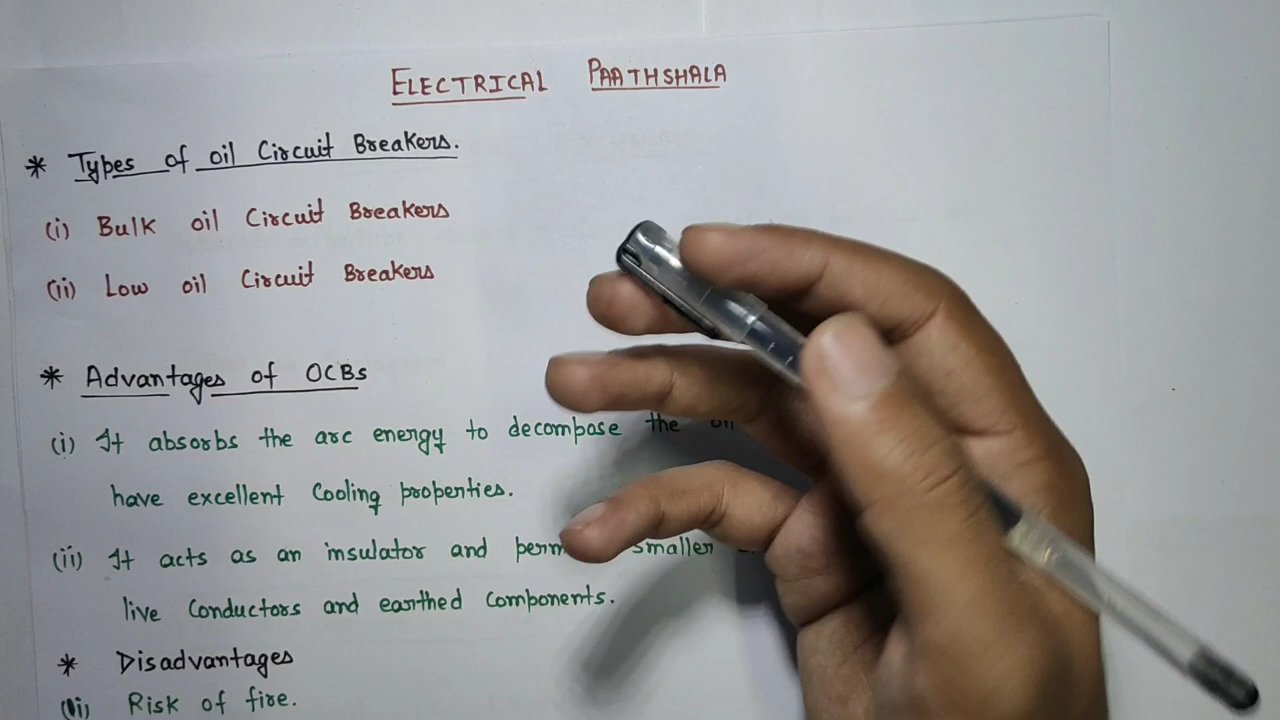 ELECTRICAL PAATHSHALA
* Types of oil Circuit Breakers.
(i) Bulk oil Circuit Breakers
(ii) Low oil Circuit Breakers
* Advantages of OCBs
(i) It absorbs the arc energy to decompose the oil
have excellent Cooling properties.
(ii) It acts as an insulator and smaller
live Conductors and earthed Components.
* Disadvantages
Risk of fire.